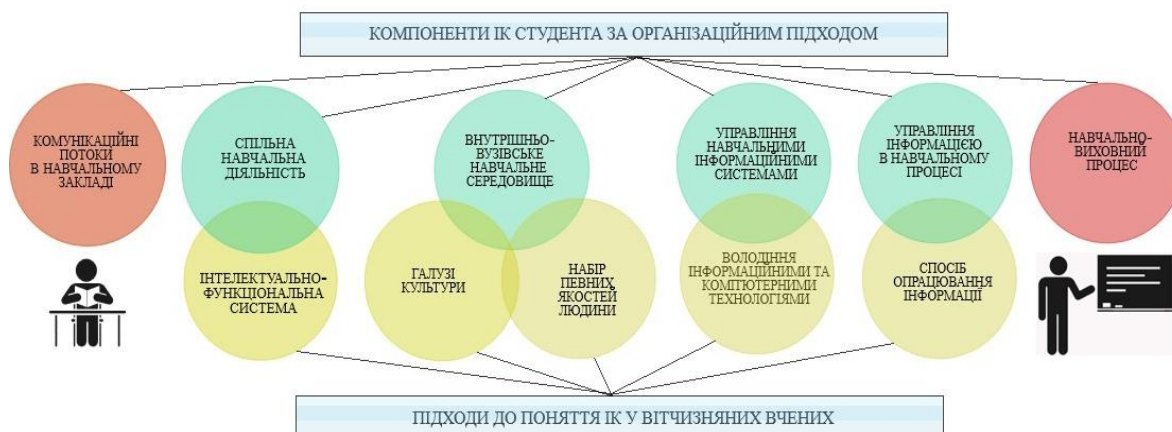 КОМПОНЕНТИ ІК СТУДЕНТА ЗА ОРГАНІЗАЦІЙНИМ ПІДХОДОМ
КОМУНІКАЦІЙНІ
ПОТОКИ
В НАВЧАЛЬНОМУ
ЗАКЛАДІ
СПІЛЬНА
НАВЧАЛЬНА
ДІЯЛЬНІСТЬ
ВНУТРІШНЬО-
ВУЗІВСЬКЕ
НАВЧАЛЬНЕ
СЕРЕДОВИЩЕ
УПРАВЛІННЯ
НАВЧАЛЬНИМИ
ІНФОРМАЦІЙНИМИ
СИСТЕМАМИ
УПРАВЛІННЯ
ІНФОРМАЦІЄЮ
В НАВЧАЛЬНОМУ
ПРОЦЕСІ
НАВЧАЛЬНО-
ВИХОВНИЙ
ПРОЦЕС
ІНТЕЛЕКТУАЛЬНО-
ФУНКЦІОНАЛЬНА
СИСТЕМА
ГАЛУЗІ
КУЛЬТУРИ
НАБІР
ПЕВНИХ
ЯКОСТЕЙ
ЛЮДИНИ
ВОЛОДІННЯ
ІНФОРМАЦІЙНИМИ ТА
КОМП'ЮТЕРНИМИ
ТЕХНОЛОГІЯМИ
СПОСІБ
ОПРАЦЮВАННЯ
ІНФОРМАЦІЇ
ПІДХОДИ ДО ПОНЯТТЯ ІК У ВІТЧИЗНЯНИХ ВЧЕНИХ